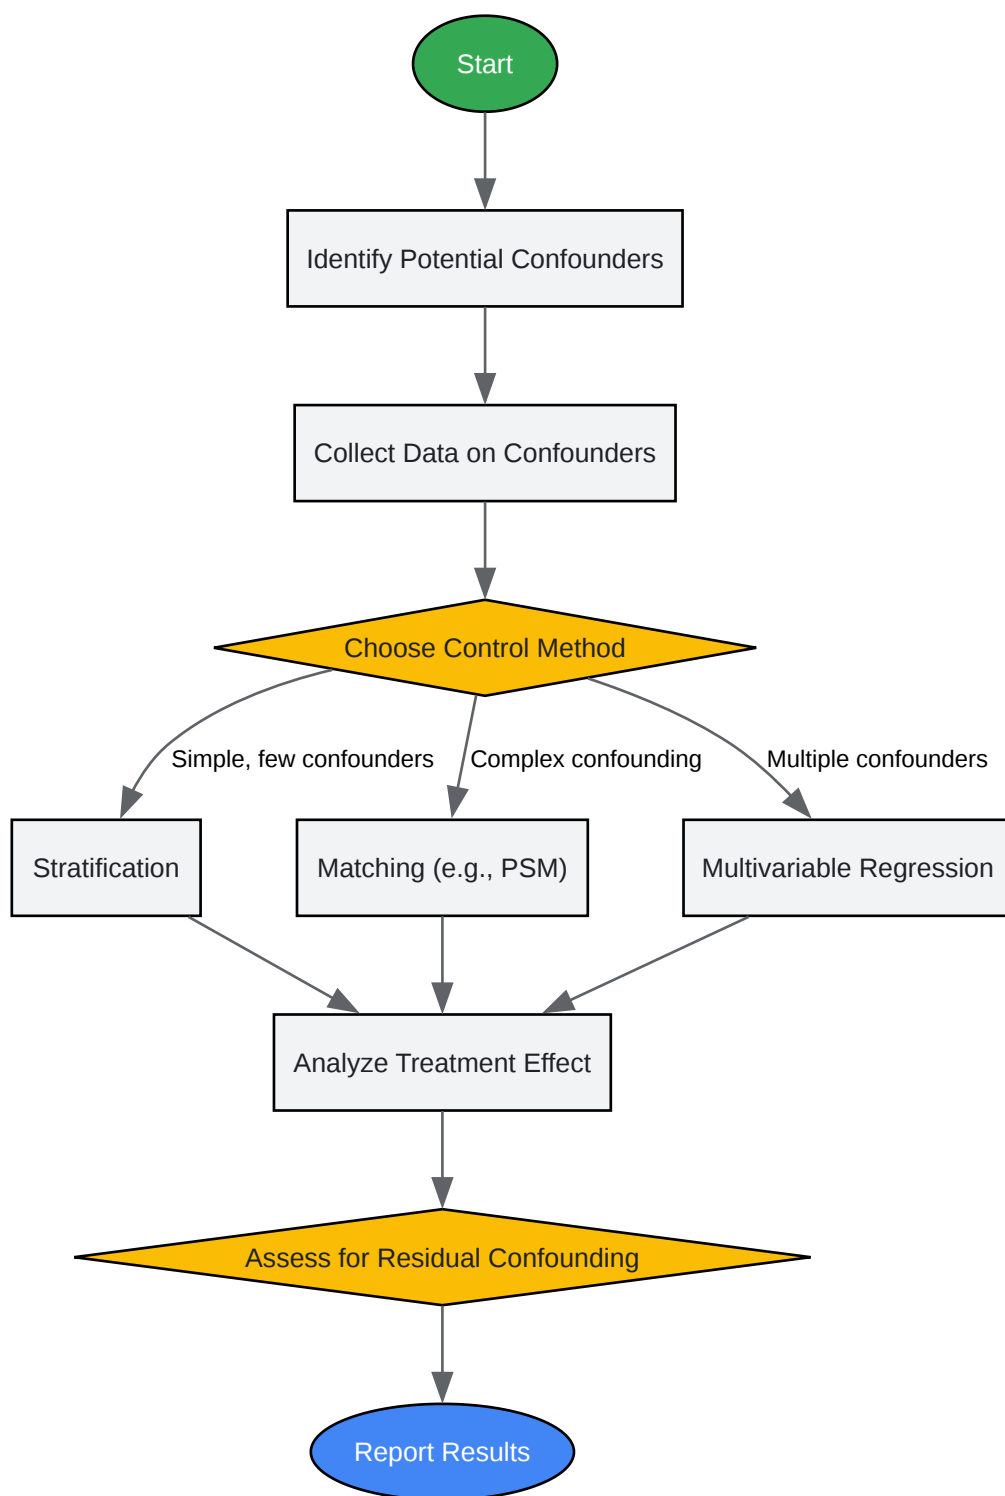 Start
Identify Potential Confounders
Collect Data on Confounders
Choose Control Method
Simple, few confounders
Complex confounding
Multiple confounders
Stratification
Matching (e.g., PSM)
Multivariable Regression
Analyze Treatment Effect
Assess for Residual Confounding
Report Results